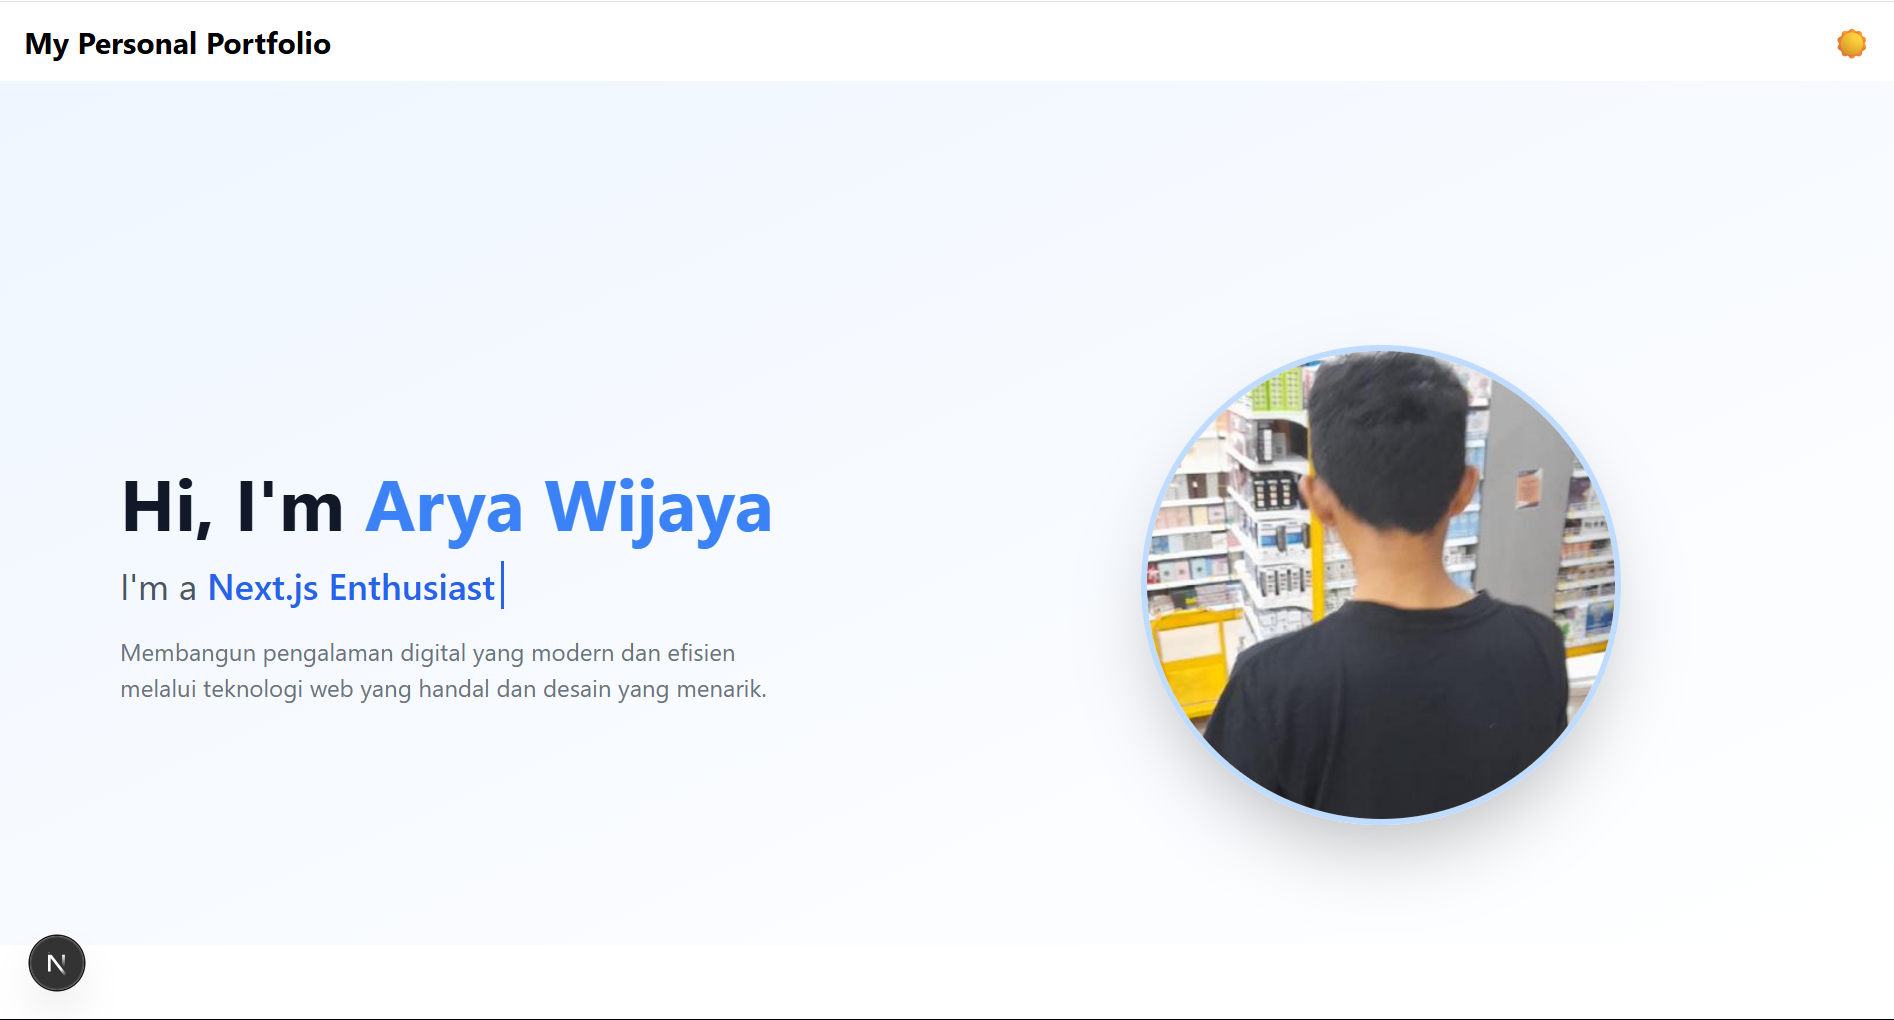 My Personal Portfolio
Hi, I'm Arya Wijaya
I'm a Next.js Enthusiast
Membangun pengalaman digital yang modern dan efisien
melalui teknologi web yang handal dan desain yang menarik.
N